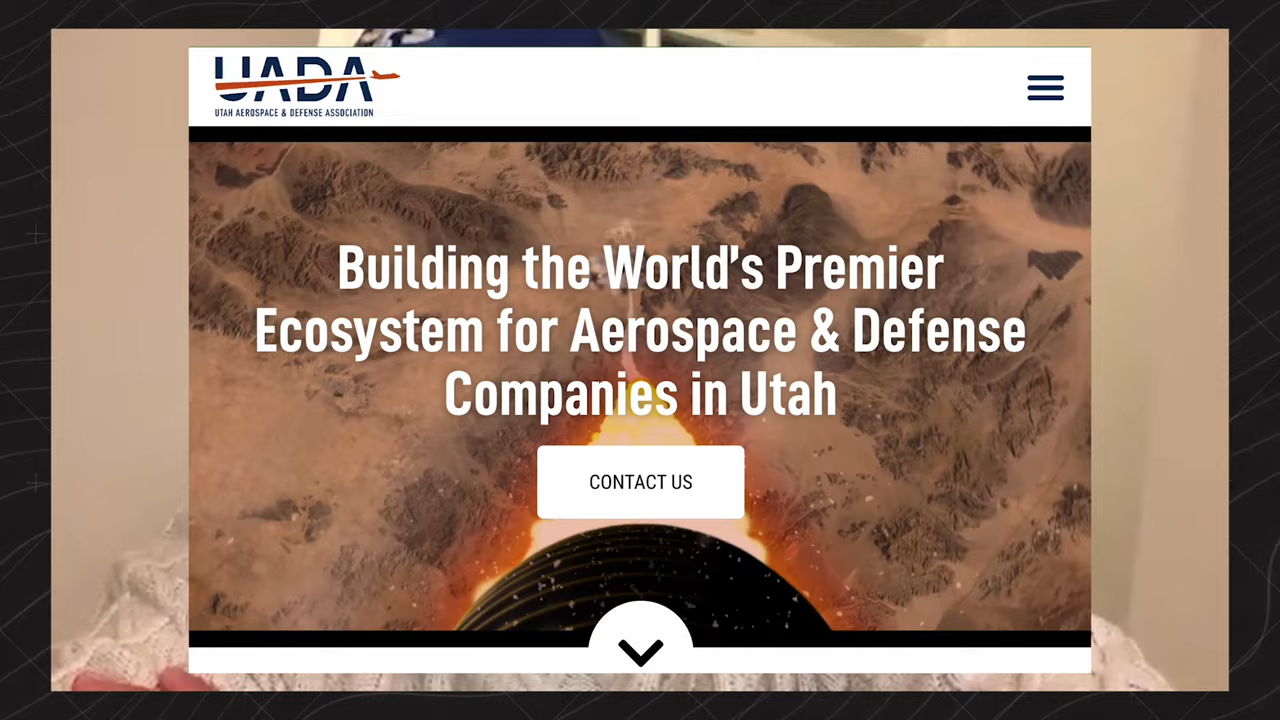 UADA
UTAH AEROSPACE & DEFENSE ASSOCIATION
Building the World's Premier
Ecosystem for Aerospace & Defense
Companies in Utah
CONTACT US